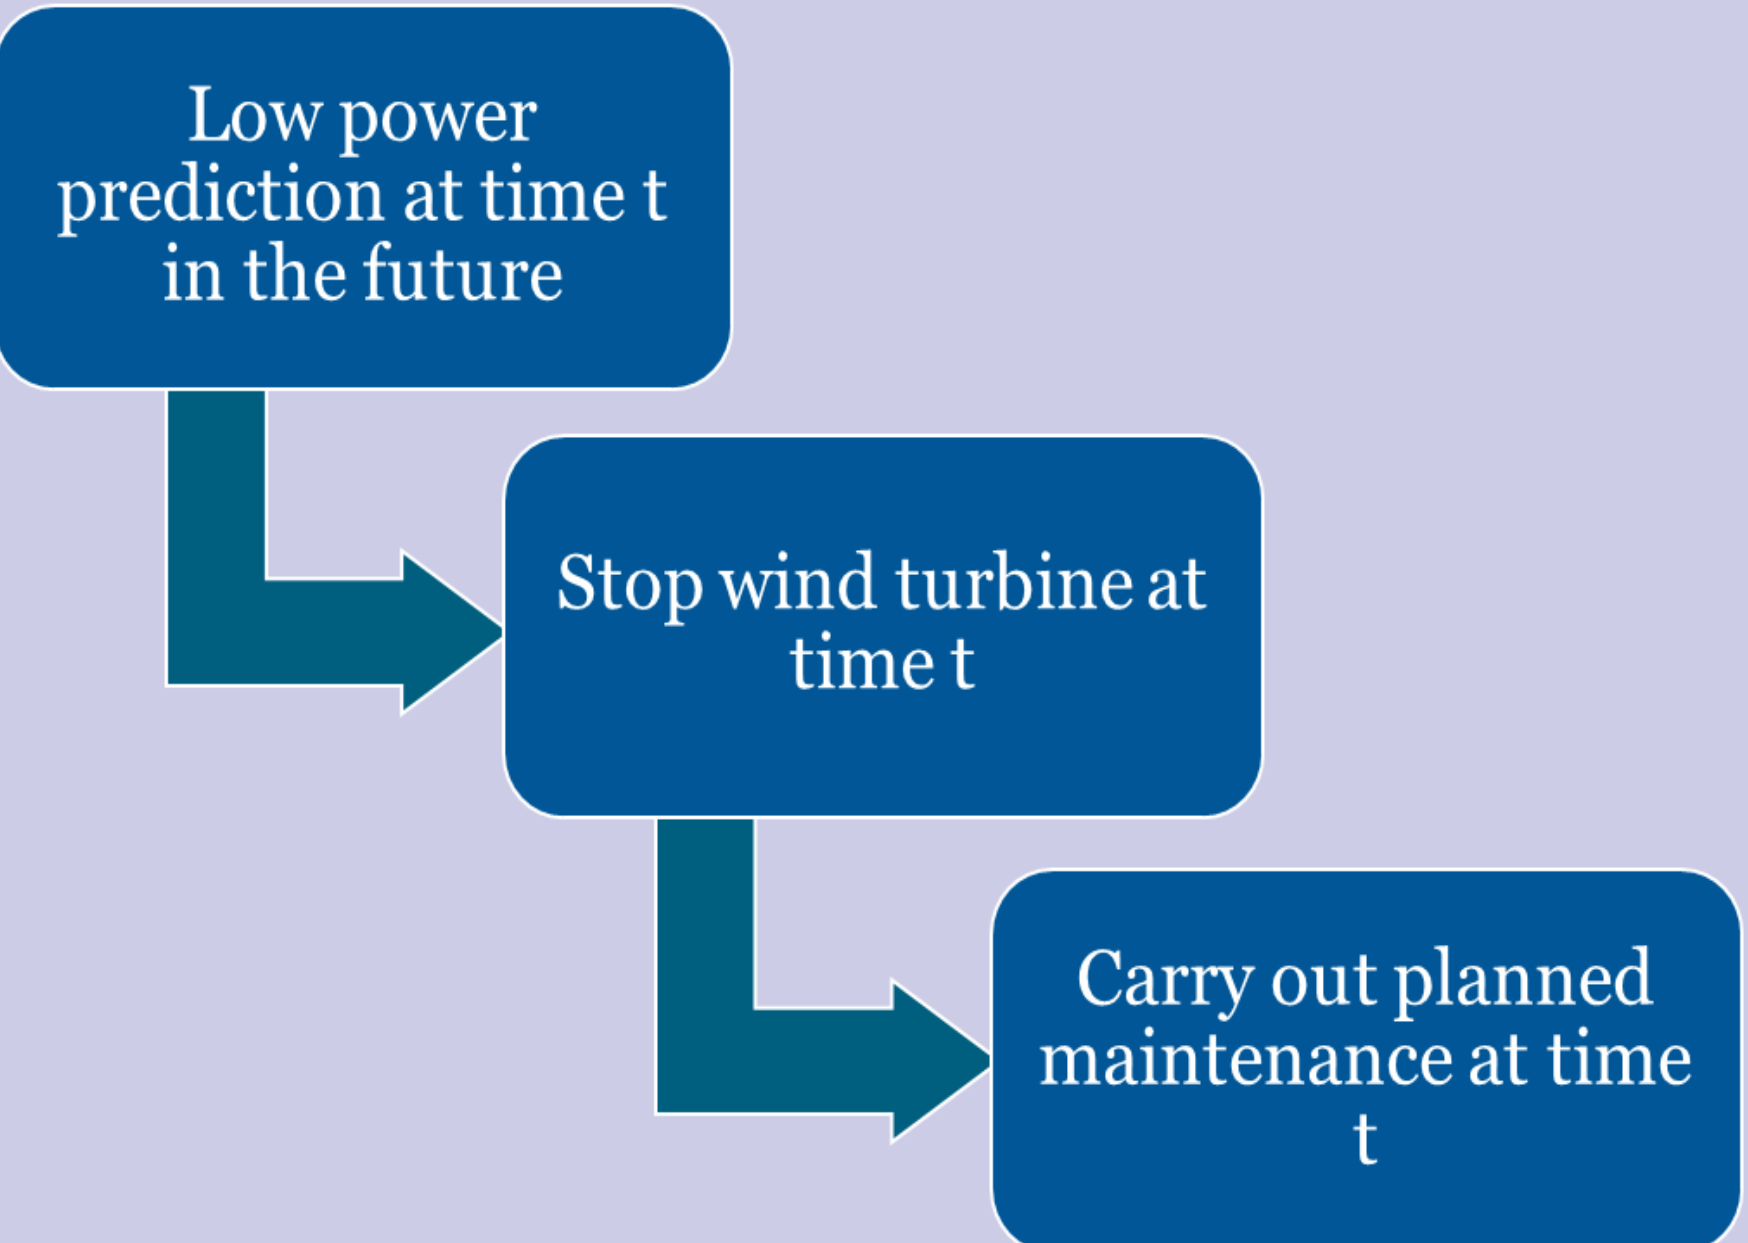 Low power
prediction at time t
in the future
Stop wind turbine at
time t
Carry out planned
maintenance at time
t